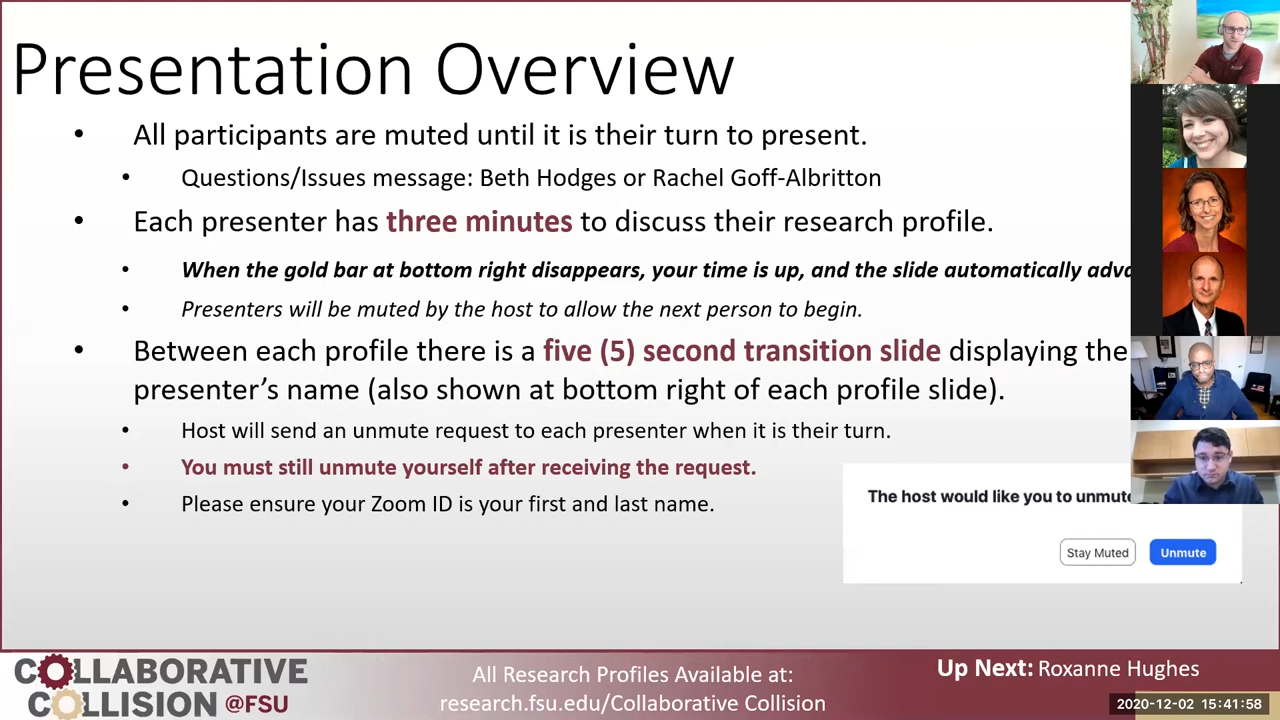 Presentation Overview
• All participants are muted until it is their turn to present.
• Questions/Issues message: Beth Hodges or Rachel Goff-Albritton
• Each presenter has three minutes to discuss their research profile.
• When the gold bar at bottom right disappears, your time is up, and the slide automatically adva
• Presenters will be muted by the host to allow the next person to begin.
• Between each profile there is a five (5) second transition slide displaying the
presenter’s name (also shown at bottom right of each profile slide).
• Host will send an unmute request to each presenter when it is their turn.
• You must still unmute yourself after receiving the request.
• Please ensure your Zoom ID is your first and last name.
The host would like you to unmute
Stay Muted
Unmute
COLLABORATIVE
COLLISION @FSU
All Research Profiles Available at:
research.fsu.edu/Collaborative Collision
Up Next: Roxanne Hughes
2020-12-02 15:41:58